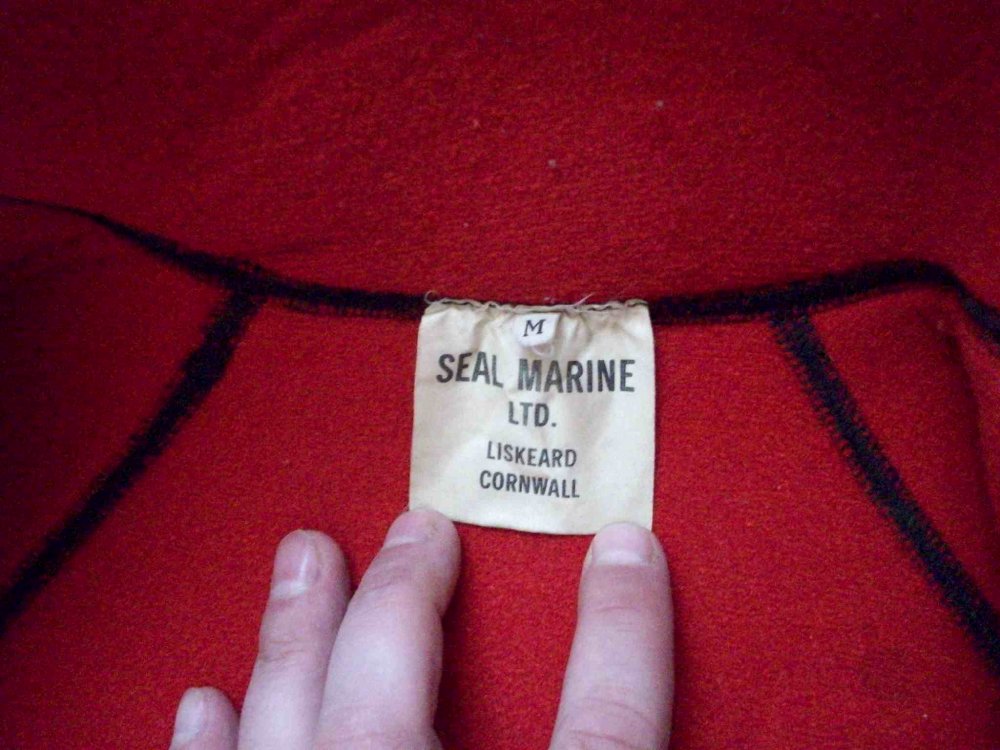 M
SEAL MARINE
LTD.
LISKEARD
CORNWALL